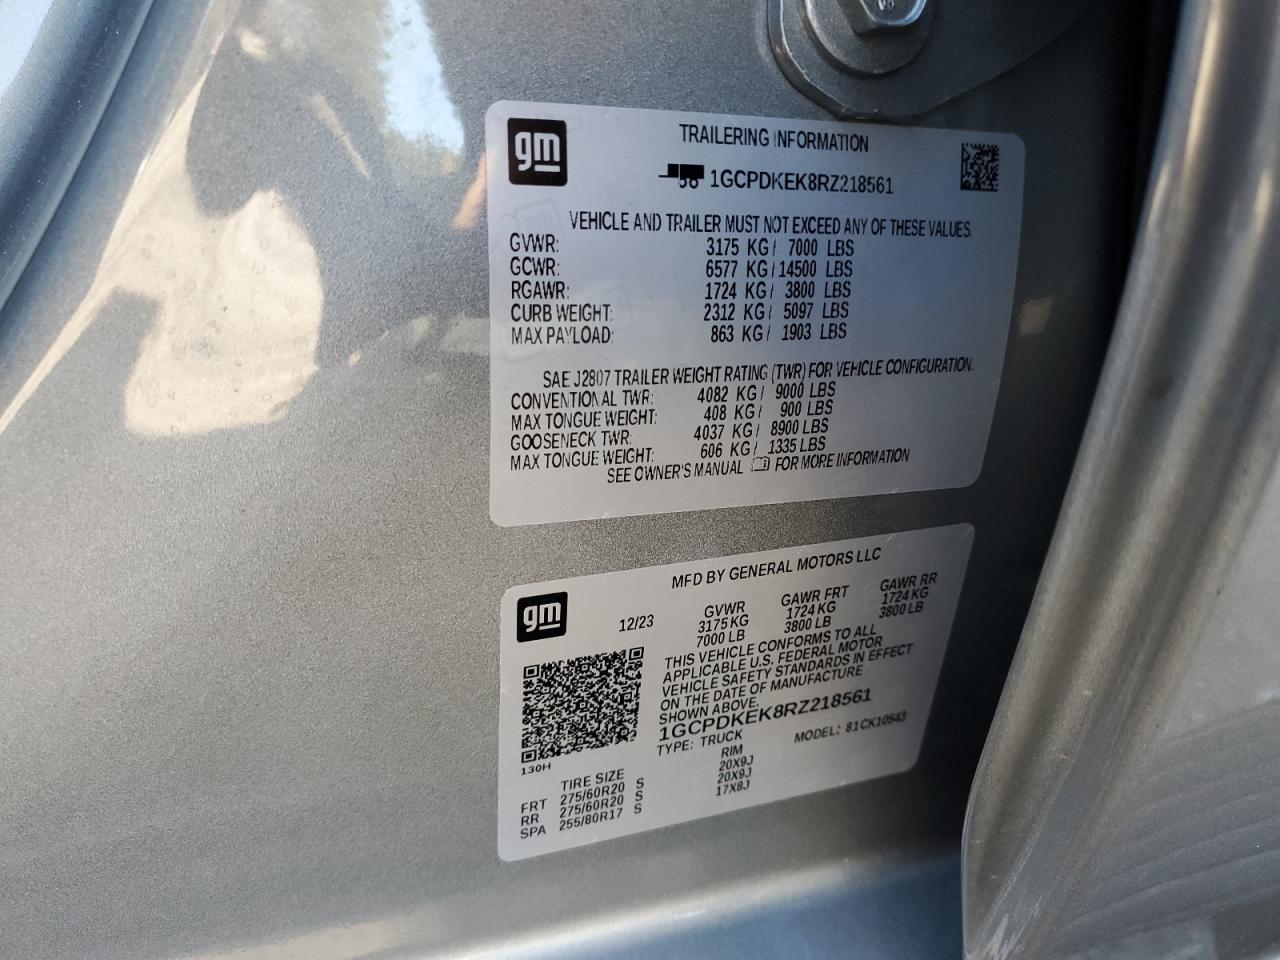 gm
TRAILERING INFORMATION
1GCPDKEK8RZ218561
VEHICLE AND TRAILER MUST NOT EXCEED ANY OF THESE VALUES.
GVWR: 3175 KG / 7000 LBS
GCWR: 6577 KG / 14500 LBS
RGAWR: 1724 KG / 3800 LBS
CURB WEIGHT: 2312 KG / 5097 LBS
MAX PAYLOAD: 863 KG / 1903 LBS
SAE J2807 TRAILER WEIGHT RATING (TWR) FOR VEHICLE CONFIGURATION.
CONVENTIONAL TWR: 4082 KG / 9000 LBS
MAX TONGUE WEIGHT: 408 KG / 900 LBS
GOOSENECK TWR: 4037 KG / 8900 LBS
MAX TONGUE WEIGHT: 606 KG / 1335 LBS
SEE OWNER'S MANUAL FOR MORE INFORMATION
MFD BY GENERAL MOTORS LLC
gm
12/23
GVWR GAWR FRT GAWR RR
3175 KG 1724 KG 1724 KG
7000 LB 3800 LB 3800 LB
THIS VEHICLE CONFORMS TO ALL
APPLICABLE U.S. FEDERAL MOTOR
VEHICLE SAFETY STANDARDS IN EFFECT
ON THE DATE OF MANUFACTURE
SHOWN ABOVE.
1GCPDKEK8RZ218561
TYPE: TRUCK MODEL: 81CK10543
130H
TIRE SIZE RIM
FRT 275/60R20 S 20X9J
RR 275/60R20 S 20X9J
SPA 255/80R17 S 17X8J